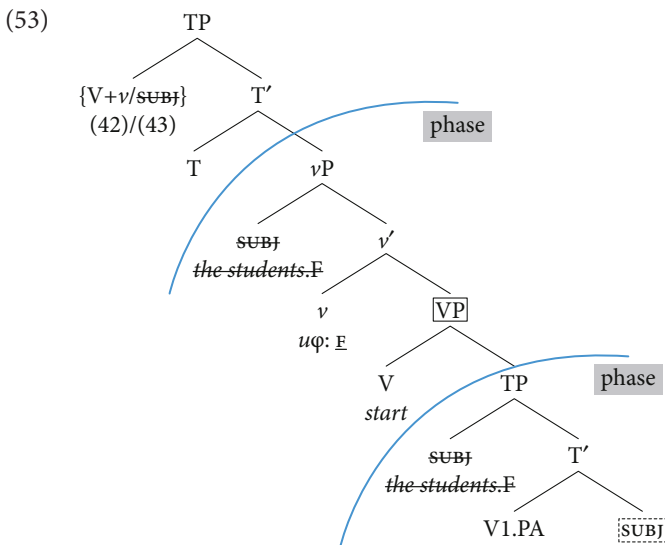 (53)
TP
{V+v/SUBJ} T′
(42)/(43)
phase
T vP
SUBJ v′
the students.F
v VP
uφ: F
phase
V TP
start
SUBJ T′
the students.F
V1.PA SUBJ